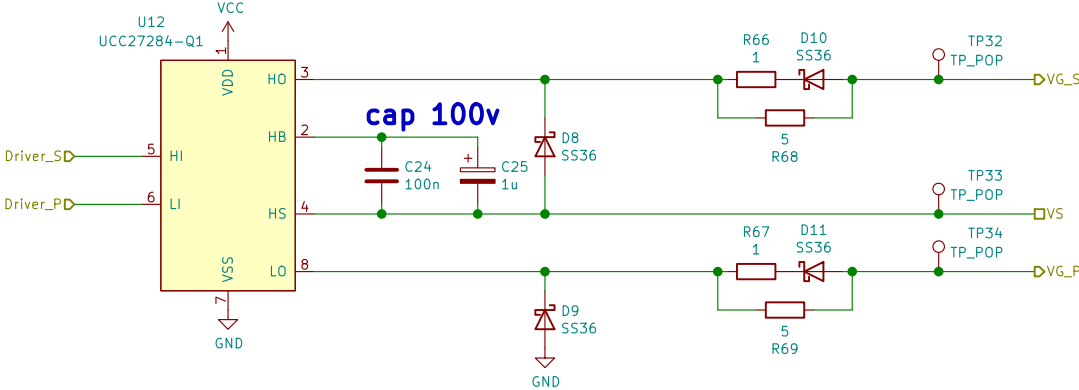 VCC
U12
UCC27284-Q1
1
VDD
HO
3
R66
1
D10
SS36
TP32
TP_POP
VG_S
cap 100v
HB
2
5
R68
Driver_S
5
HI
C24
100n
+
C25
1u
D8
SS36
TP33
TP_POP
Driver_P
6
LI
HS
4
VS
R67
1
D11
SS36
TP34
TP_POP
VSS
LO
8
VG_P
7
D9
SS36
5
R69
GND
GND